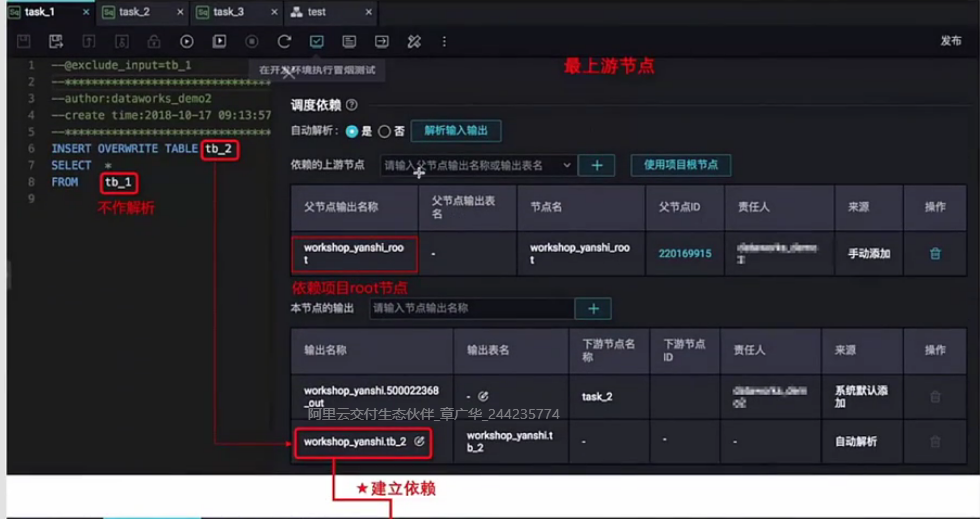 Sq task_1 ×
Sq task_2 ×
Sq task_3 ×
test ×
发布
在开发环境执行冒烟测试
最上游节点
1 --@exclude_input=tb_1
2 --********************************
3 --author:dataworks_demo2
4 --create time:2018-10-17 09:13:57
5 --********************************
6 INSERT OVERWRITE TABLE tb_2
7 SELECT *
8 FROM tb_1
9
不作解析
调度依赖 ?
自动解析: 是 否 解析输入输出
依赖的上游节点 请输入父节点输出名称或输出表名 + 使用项目根节点
父节点输出名称 父节点输出表名 节点名 父节点ID 责任人 来源 操作
workshop_yanshi_root - workshop_yanshi_root 220169915 手动添加
依赖项目root节点
本节点的输出 请输入节点输出名称 +
输出名称 输出表名 下游节点名称 下游节点ID 责任人 来源 操作
workshop_yanshi.500022368_out - task_2 系统默认添加
阿里云交付生态伙伴_章广华_244235774
workshop_yanshi.tb_2 workshop_yanshi.tb_2 - - - 自动解析
★建立依赖